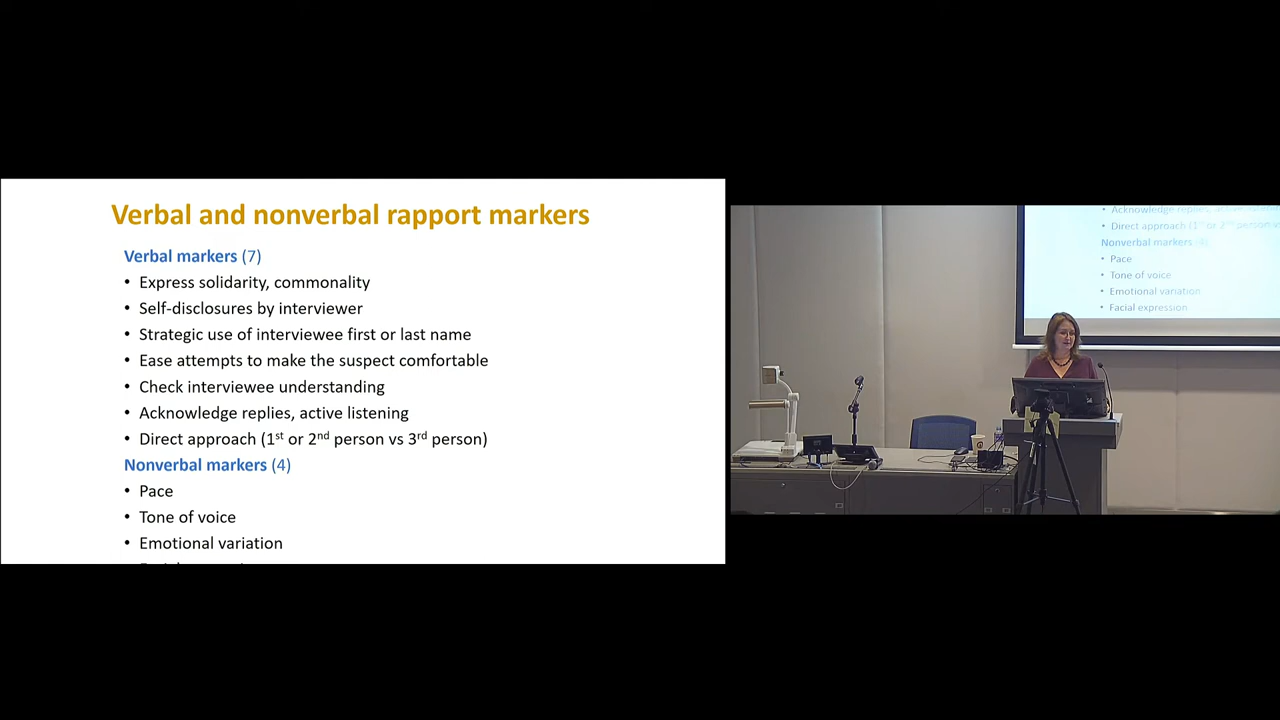 Verbal and nonverbal rapport markers
Verbal markers (7)
• Express solidarity, commonality
• Self-disclosures by interviewer
• Strategic use of interviewee first or last name
• Ease attempts to make the suspect comfortable
• Check interviewee understanding
• Acknowledge replies, active listening
• Direct approach (1st or 2nd person vs 3rd person)
Nonverbal markers (4)
• Pace
• Tone of voice
• Emotional variation
• Acknowledge replies,
• Direct approach (1st or 2nd person vs
Nonverbal markers (4)
• Pace
• Tone of voice
• Emotional variation
• Facial expression